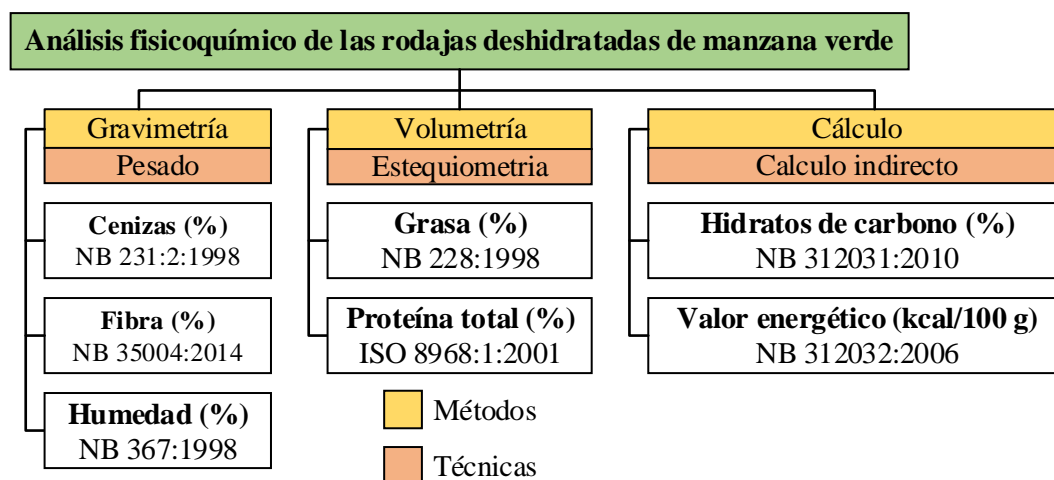 Análisis fisicoquímico de las rodajas deshidratadas de manzana verde
Gravimetría
Pesado
Cenizas (%)
NB 231:2:1998
Fibra (%)
NB 35004:2014
Humedad (%)
NB 367:1998
Volumetría
Estequiometria
Grasa (%)
NB 228:1998
Proteína total (%)
ISO 8968:1:2001
Cálculo
Calculo indirecto
Hidratos de carbono (%)
NB 312031:2010
Valor energético (kcal/100 g)
NB 312032:2006
Métodos
Técnicas